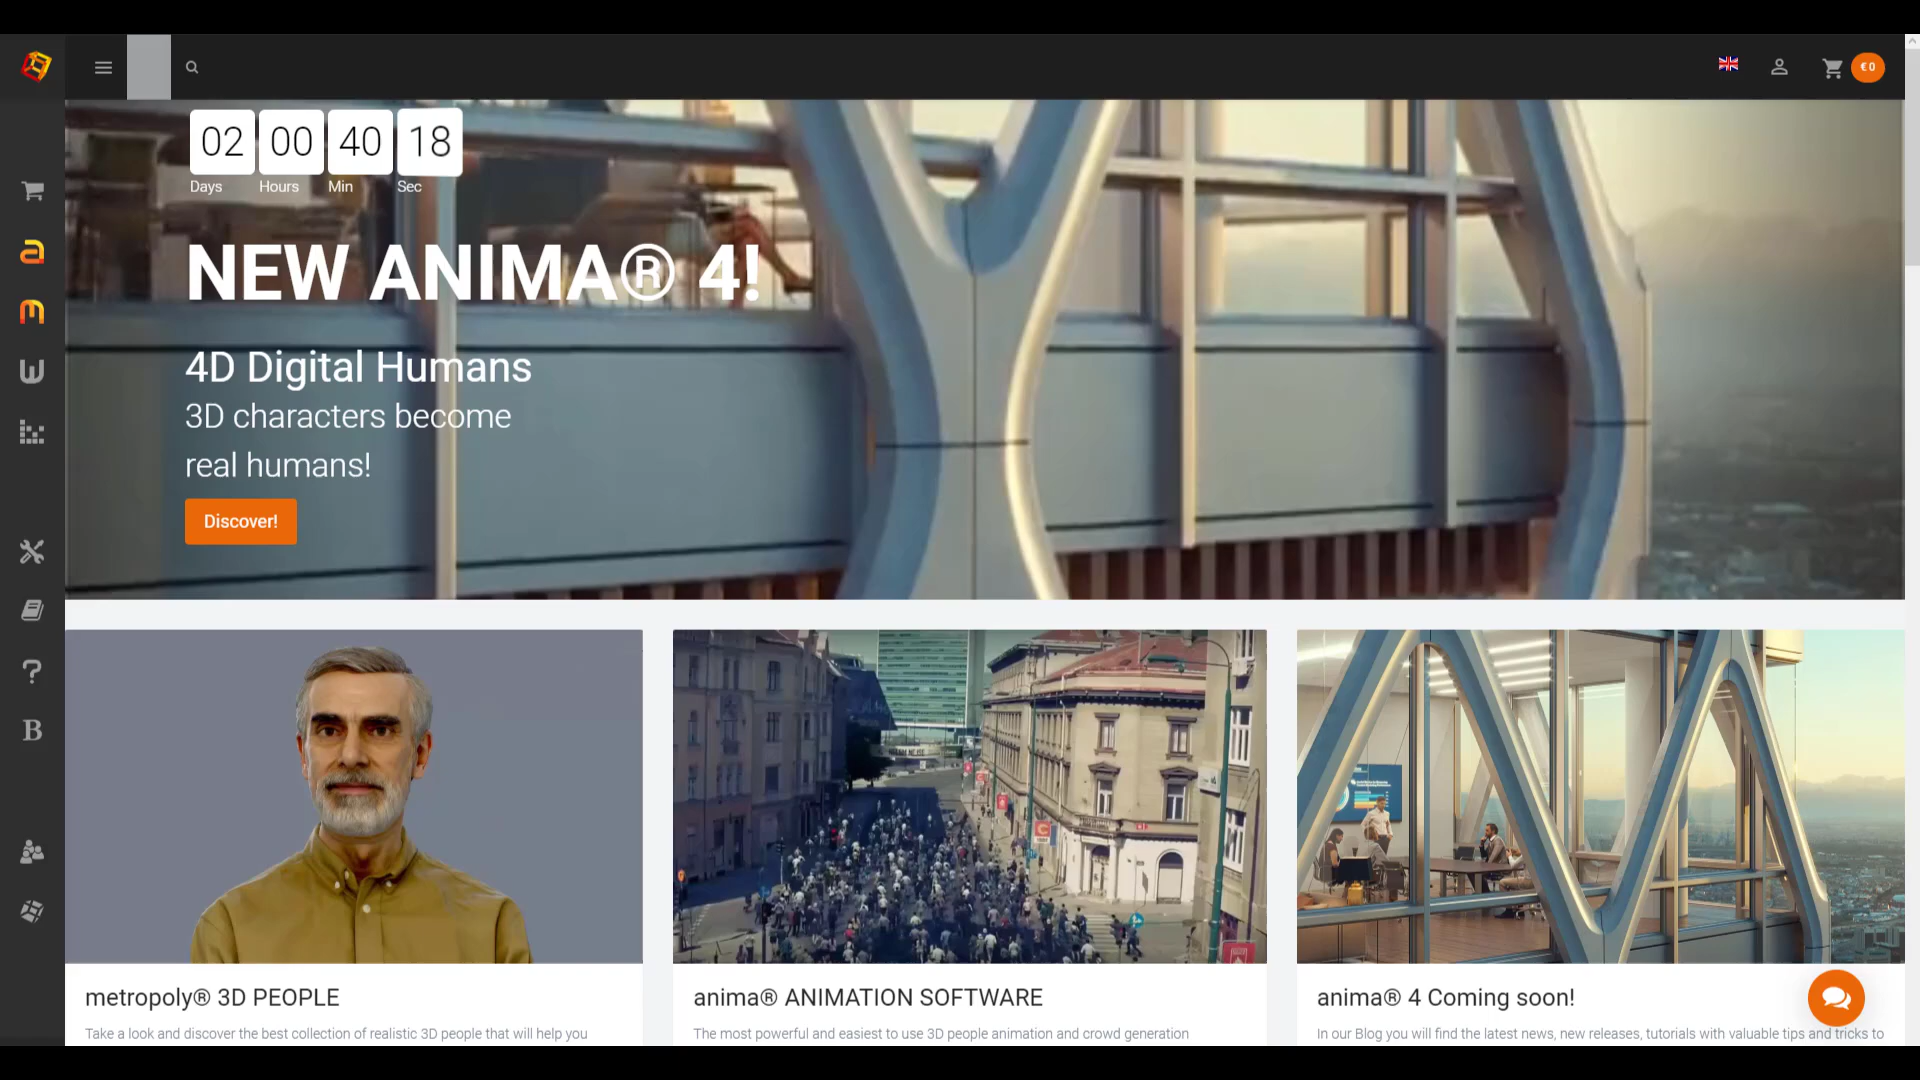 € 0
02 00 40 18
Days Hours Min Sec
NEW ANIMA® 4!
4D Digital Humans
3D characters become
real humans!
Discover!
B
metropoly® 3D PEOPLE
Take a look and discover the best collection of realistic 3D people that will help you
anima® ANIMATION SOFTWARE
The most powerful and easiest to use 3D people animation and crowd generation
anima® 4 Coming soon!
In our Blog you will find the latest news, new releases, tutorials with valuable tips and tricks to